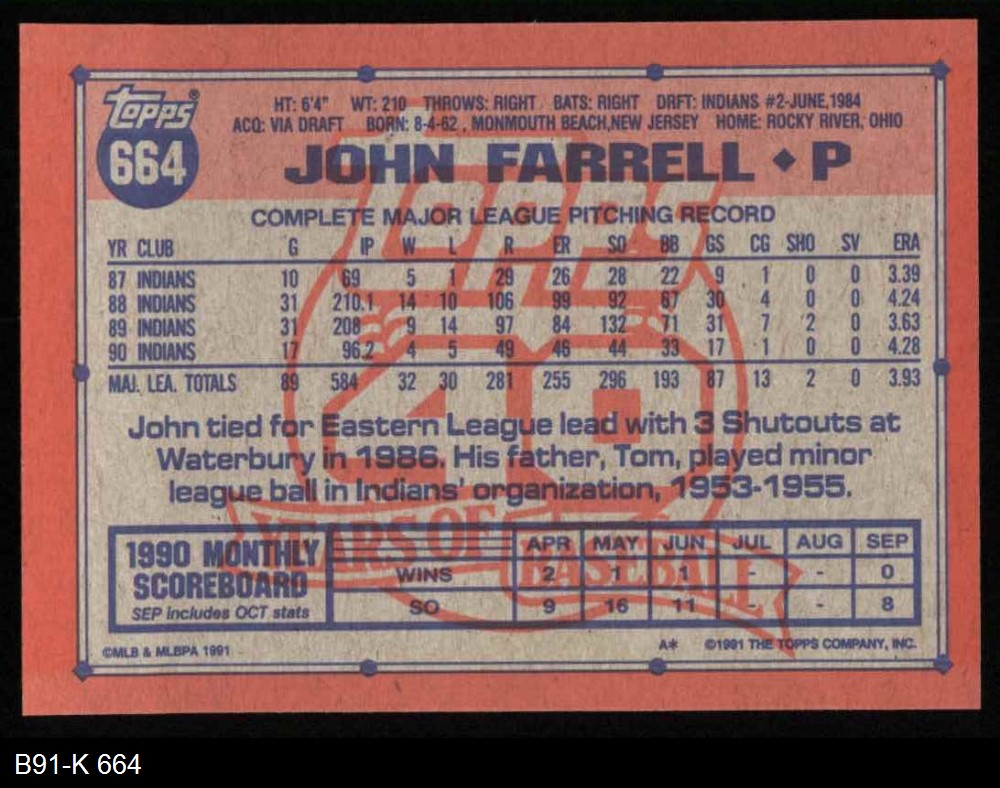 Topps®
664
HT: 6'4" WT: 210 THROWS: RIGHT BATS: RIGHT DRFT: INDIANS #2-JUNE,1984
ACQ: VIA DRAFT BORN: 8-4-62 , MONMOUTH BEACH,NEW JERSEY HOME: ROCKY RIVER, OHIO
JOHN FARRELL ◆ P
TOPPS
40
YEARS OF
BASEBALL
COMPLETE MAJOR LEAGUE PITCHING RECORD
YR CLUB G IP W L R ER SO BB GS CG SHO SV ERA
87 INDIANS 10 69 5 1 29 26 28 22 9 1 0 0 3.39
88 INDIANS 31 210.1 14 10 106 99 92 67 30 4 0 0 4.24
89 INDIANS 31 208 9 14 97 84 132 71 31 7 2 0 3.63
90 INDIANS 17 96.2 4 5 49 46 44 33 17 1 0 0 4.28
MAJ. LEA. TOTALS 89 584 32 30 281 255 296 193 87 13 2 0 3.93
John tied for Eastern League lead with 3 Shutouts at
Waterbury in 1986. His father, Tom, played minor
league ball in Indians' organization, 1953-1955.
1990 MONTHLY
SCOREBOARD
SEP includes OCT stats
APR MAY JUN JUL AUG SEP
WINS 2 1 1 - - 0
SO 9 16 11 - - 8
©MLB & MLBPA 1991 A* ©1991 THE TOPPS COMPANY, INC.
B91-K 664